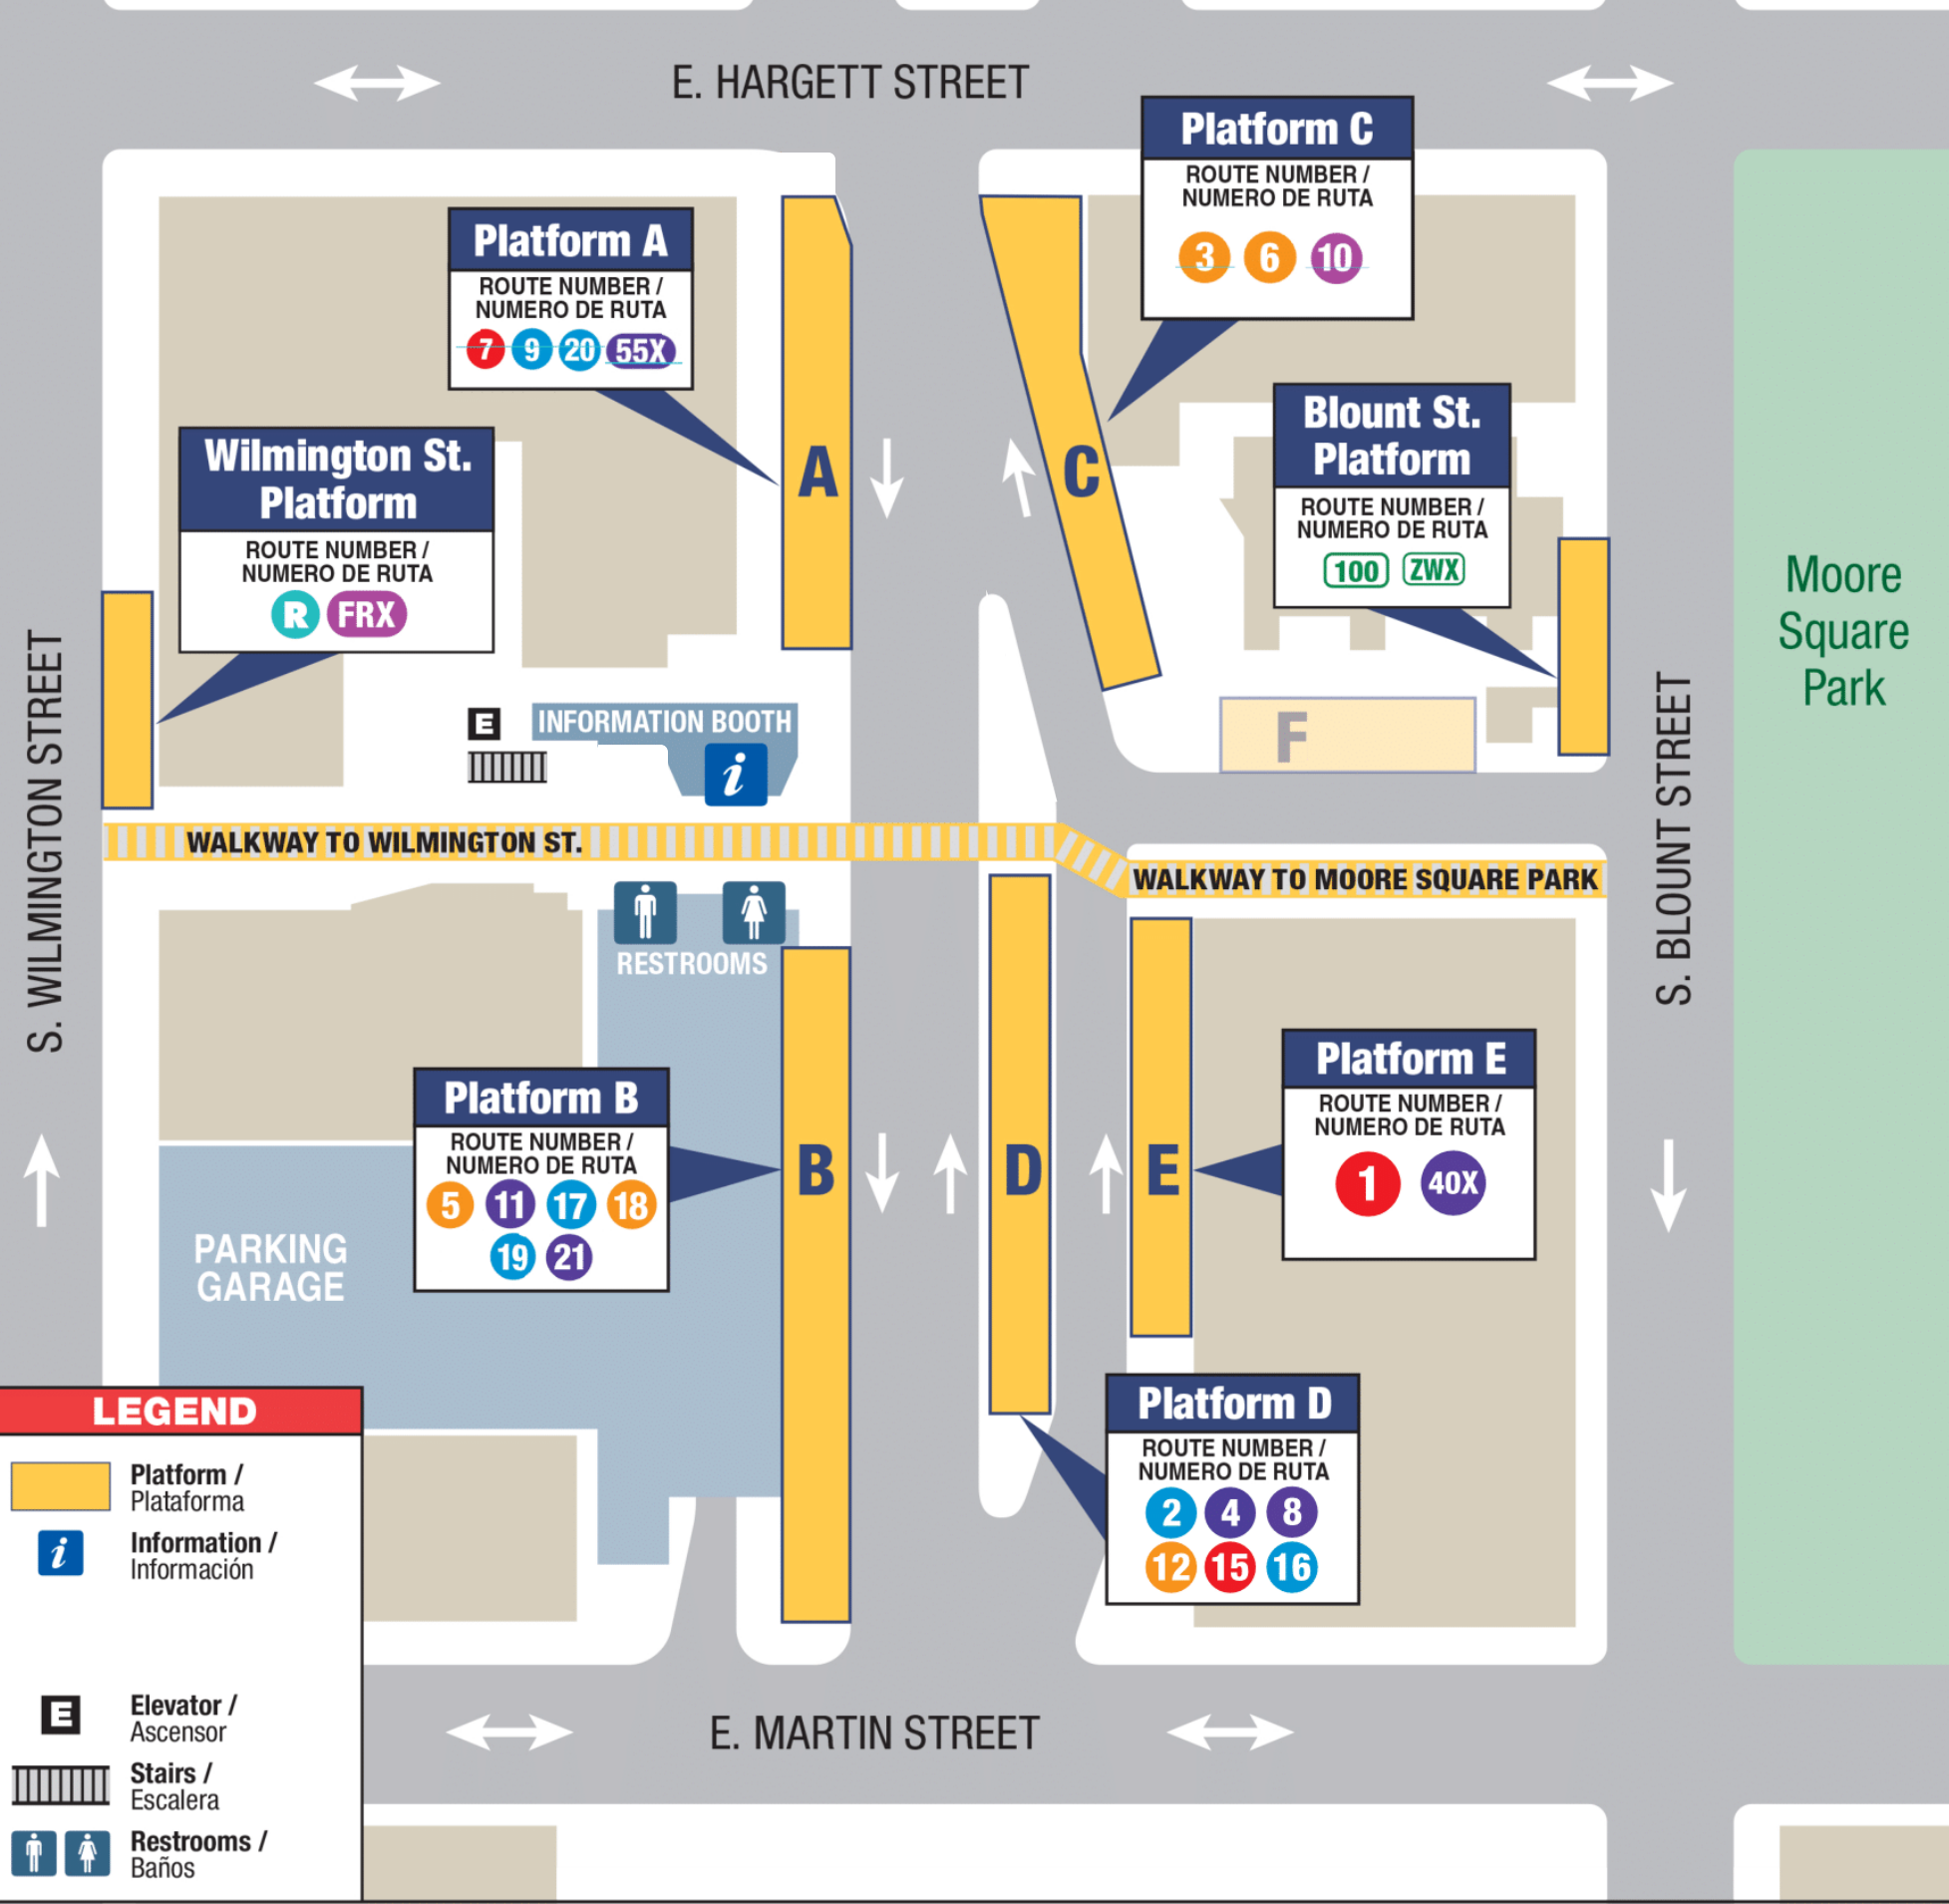 E. HARGETT STREET
Platform C
ROUTE NUMBER /
NUMERO DE RUTA
3 6 10
Platform A
ROUTE NUMBER /
NUMERO DE RUTA
7 9 20 55X
A
C
Wilmington St.
Platform
ROUTE NUMBER /
NUMERO DE RUTA
R FRX
Blount St.
Platform
ROUTE NUMBER /
NUMERO DE RUTA
100 ZWX
Moore
Square
Park
S. WILMINGTON STREET
S. BLOUNT STREET
E INFORMATION BOOTH
i
F
WALKWAY TO WILMINGTON ST.
WALKWAY TO MOORE SQUARE PARK
RESTROOMS
Platform B
ROUTE NUMBER /
NUMERO DE RUTA
5 11 17 18
19 21
B
D
E
Platform E
ROUTE NUMBER /
NUMERO DE RUTA
1 40X
PARKING
GARAGE
Platform D
ROUTE NUMBER /
NUMERO DE RUTA
2 4 8
12 15 16
LEGEND
Platform /
Plataforma
i
Information /
Información
E
Elevator /
Ascensor
Stairs /
Escalera
Restrooms /
Baños
E. MARTIN STREET